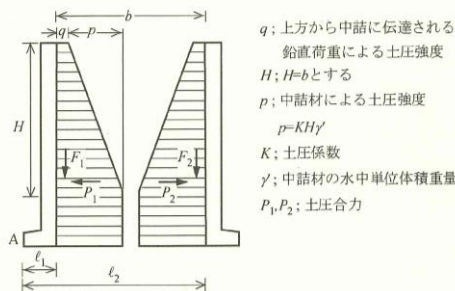 b
q
p
H
F₁
P₁
F₂
P₂
A
ℓ₁
ℓ₂
q ; 上方から中詰に伝達される
鉛直荷重による土圧強度
H ; H=bとする
p ; 中詰材による土圧強度
p=KHγ'
K ; 土圧係数
γ' ; 中詰材の水中単位体積重量
P₁,P₂ ; 土圧合力